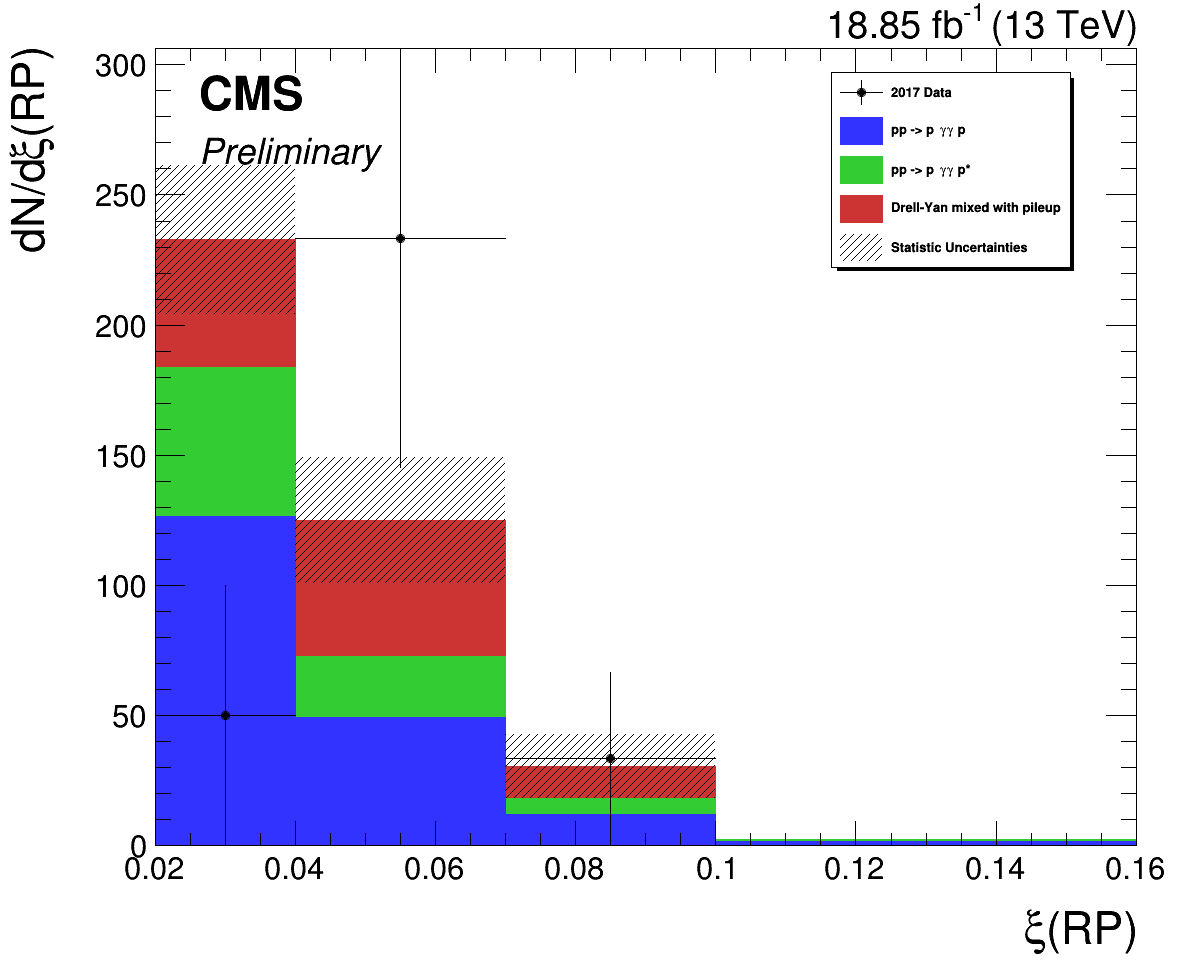 18.85 fb⁻¹ (13 TeV)
dN/dξ(RP)
CMS
Preliminary
2017 Data
pp -> p γγ p
pp -> p γγ p*
Drell-Yan mixed with pileup
Statistic Uncertainties
300
250
200
150
100
50
0
0.02 0.04 0.06 0.08 0.1 0.12 0.14 0.16
ξ(RP)